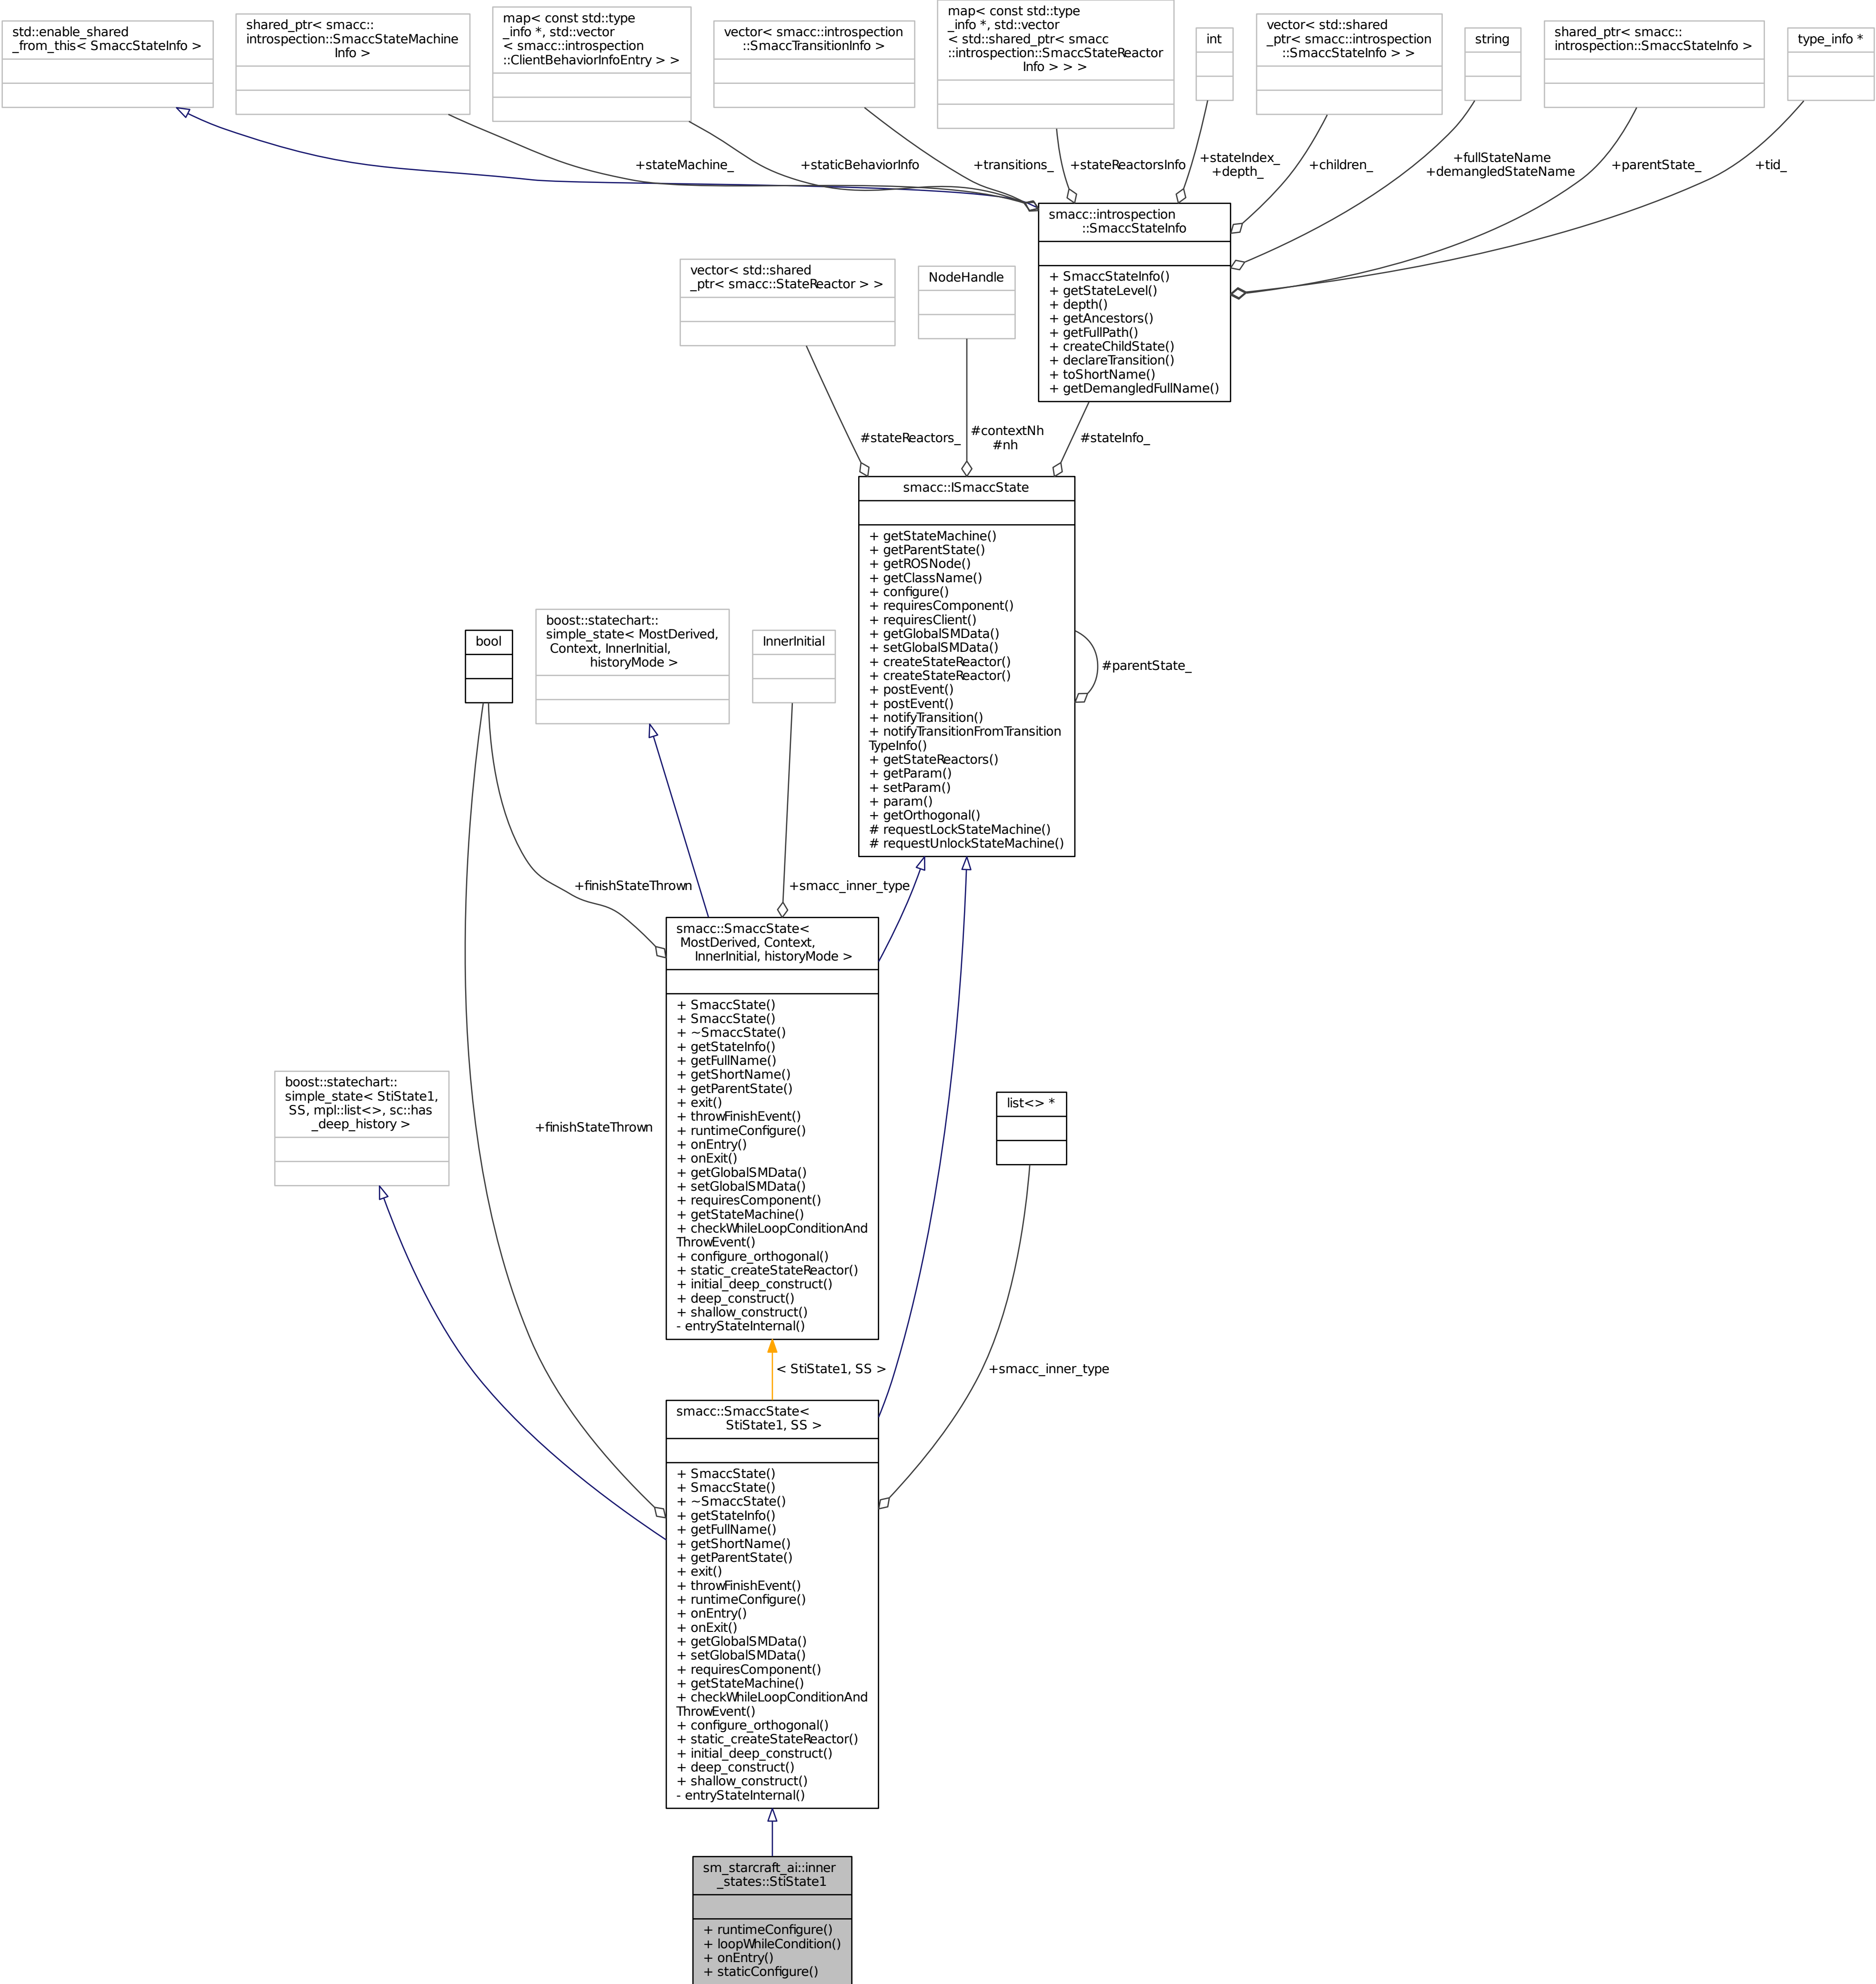 std::enable_shared
_from_this< SmaccStateInfo >
shared_ptr< smacc::
introspection::SmaccStateMachine
Info >
map< const std::type
_info *, std::vector
< smacc::introspection
::ClientBehaviorInfoEntry > >
vector< smacc::introspection
::SmaccTransitionInfo >
map< const std::type
_info *, std::vector
< std::shared_ptr< smacc
::introspection::SmaccStateReactor
Info > > >
int
vector< std::shared
_ptr< smacc::introspection
::SmaccStateInfo > >
string
shared_ptr< smacc::
introspection::SmaccStateInfo >
type_info *
+stateMachine_
+staticBehaviorInfo
+transitions_
+stateReactorsInfo
+stateIndex_
+depth_
+children_
+fullStateName
+demangledStateName
+parentState_
+tid_
smacc::introspection
::SmaccStateInfo
+ SmaccStateInfo()
+ getStateLevel()
+ depth()
+ getAncestors()
+ getFullPath()
+ createChildState()
+ declareTransition()
+ toShortName()
+ getDemangledFullName()
vector< std::shared
_ptr< smacc::StateReactor > >
NodeHandle
#stateReactors_
#contextNh
#nh
#stateInfo_
smacc::ISmaccState
+ getStateMachine()
+ getParentState()
+ getROSNode()
+ getClassName()
+ configure()
+ requiresComponent()
+ requiresClient()
+ getGlobalSMData()
+ setGlobalSMData()
+ createStateReactor()
+ createStateReactor()
+ postEvent()
+ postEvent()
+ notifyTransition()
+ notifyTransitionFromTransition
TypeInfo()
+ getStateReactors()
+ getParam()
+ setParam()
+ param()
+ getOrthogonal()
# requestLockStateMachine()
# requestUnlockStateMachine()
#parentState_
bool
boost::statechart::
simple_state< MostDerived,
Context, InnerInitial,
historyMode >
InnerInitial
+finishStateThrown
+smacc_inner_type
smacc::SmaccState<
MostDerived, Context,
InnerInitial, historyMode >
+ SmaccState()
+ SmaccState()
+ ~SmaccState()
+ getStateInfo()
+ getFullName()
+ getShortName()
+ getParentState()
+ exit()
+ throwFinishEvent()
+ runtimeConfigure()
+ onEntry()
+ onExit()
+ getGlobalSMData()
+ setGlobalSMData()
+ requiresComponent()
+ getStateMachine()
+ checkWhileLoopConditionAnd
ThrowEvent()
+ configure_orthogonal()
+ static_createStateReactor()
+ initial_deep_construct()
+ deep_construct()
+ shallow_construct()
- entryStateInternal()
boost::statechart::
simple_state< StiState1,
SS, mpl::list<>, sc::has
_deep_history >
+finishStateThrown
list<> *
< StiState1, SS >
+smacc_inner_type
smacc::SmaccState<
StiState1, SS >
+ SmaccState()
+ SmaccState()
+ ~SmaccState()
+ getStateInfo()
+ getFullName()
+ getShortName()
+ getParentState()
+ exit()
+ throwFinishEvent()
+ runtimeConfigure()
+ onEntry()
+ onExit()
+ getGlobalSMData()
+ setGlobalSMData()
+ requiresComponent()
+ getStateMachine()
+ checkWhileLoopConditionAnd
ThrowEvent()
+ configure_orthogonal()
+ static_createStateReactor()
+ initial_deep_construct()
+ deep_construct()
+ shallow_construct()
- entryStateInternal()
sm_starcraft_ai::inner
_states::StiState1
+ runtimeConfigure()
+ loopWhileCondition()
+ onEntry()
+ staticConfigure()